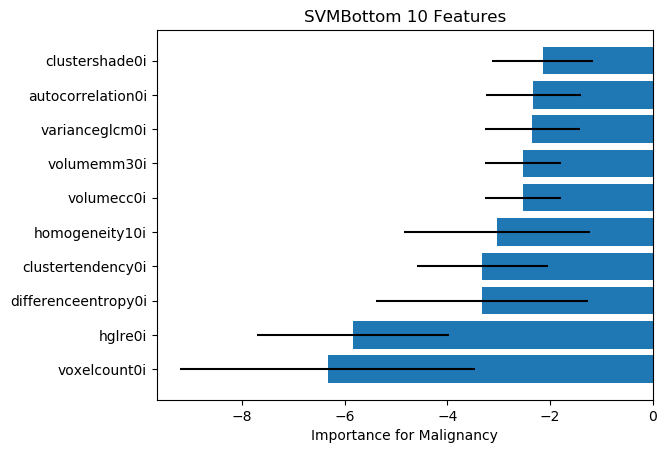 SVMBottom 10 Features
clustershade0i
autocorrelation0i
varianceglcm0i
volumemm30i
volumecc0i
homogeneity10i
clustertendency0i
differenceentropy0i
hglre0i
voxelcount0i
−8 −6 −4 −2 0
Importance for Malignancy